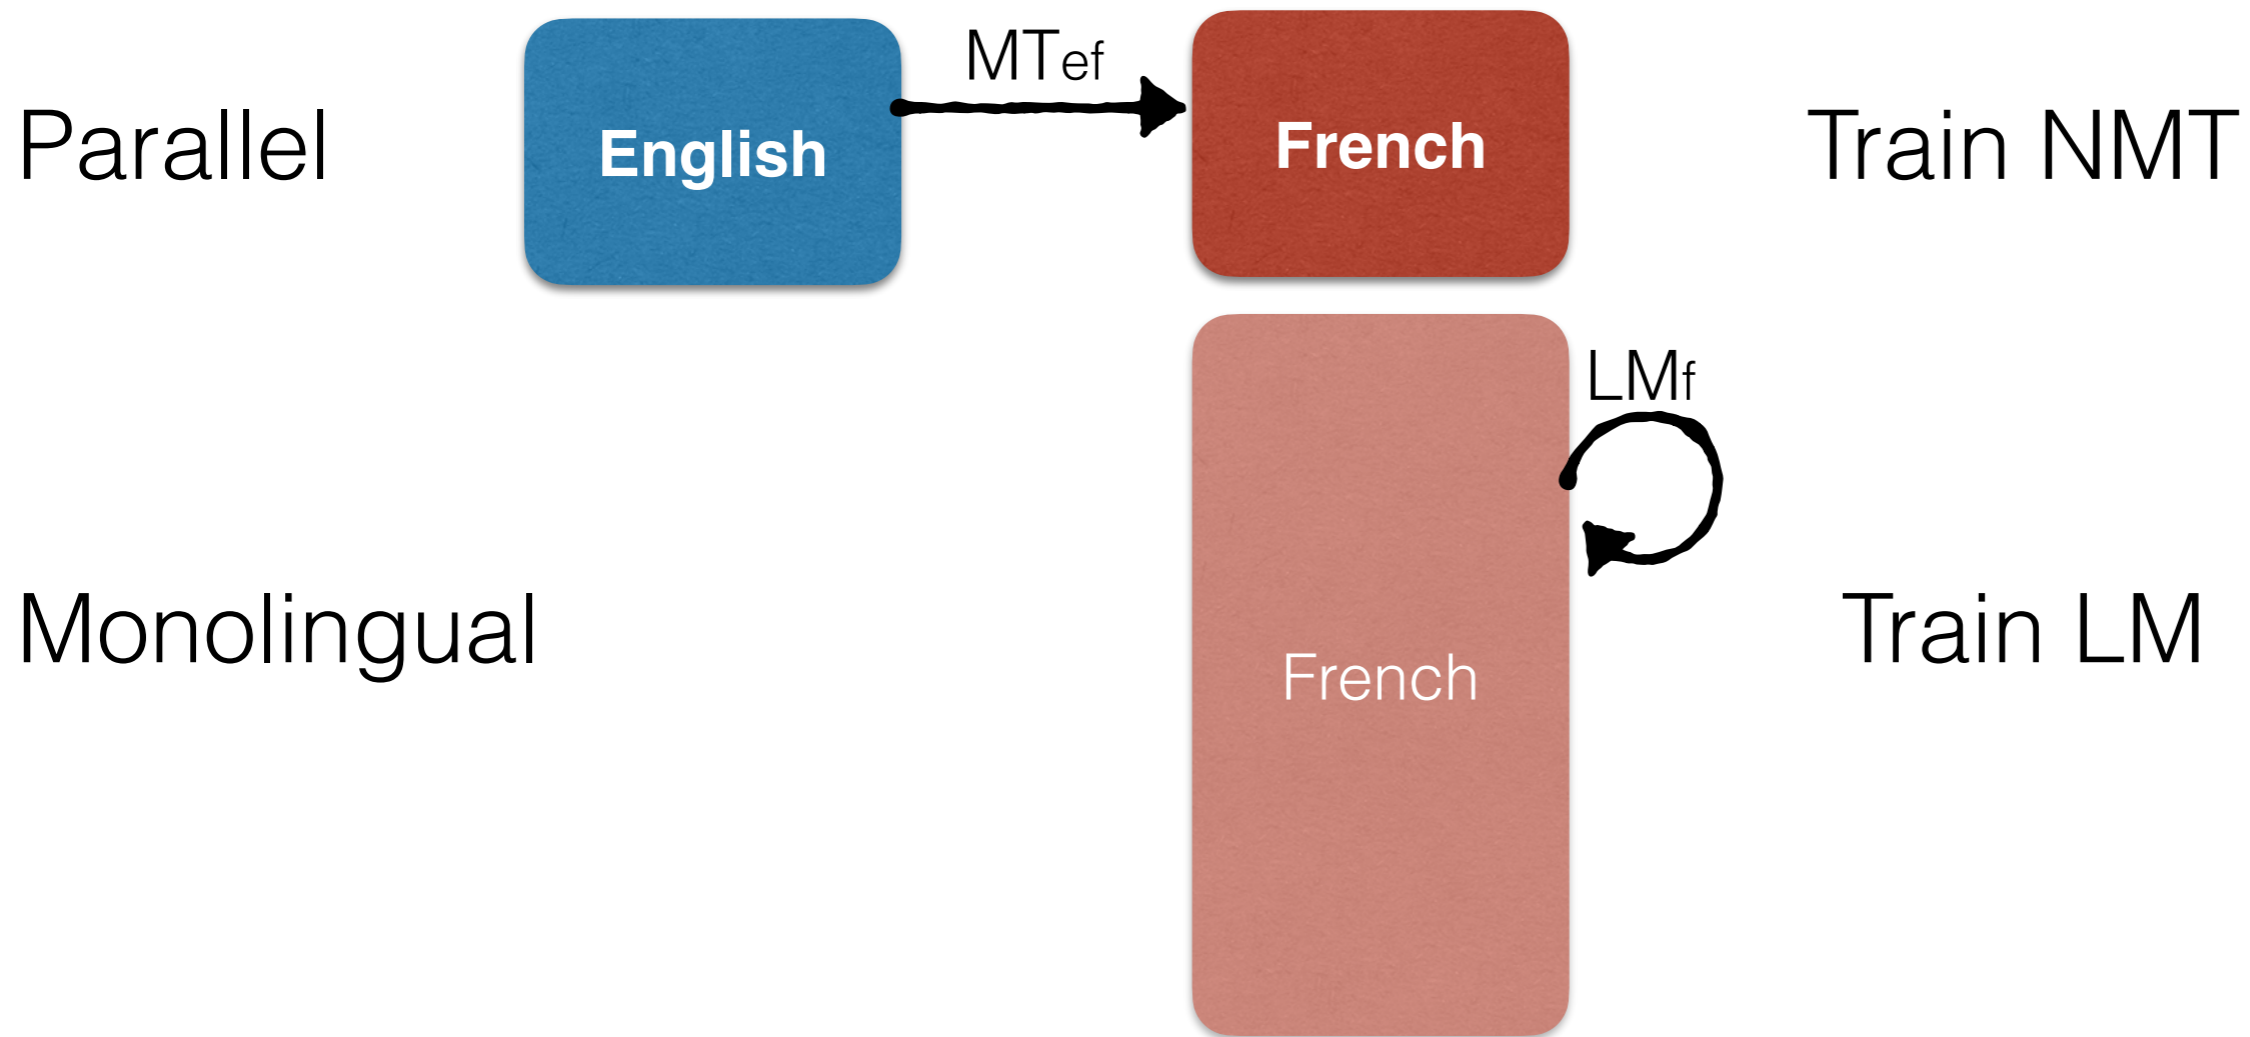 Parallel
English
MTef
French
Train NMT
LMf
Monolingual
French
Train LM